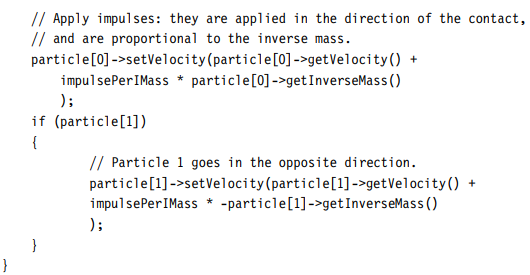 // Apply impulses: they are applied in the direction of the contact,
// and are proportional to the inverse mass.
particle[0]->setVelocity(particle[0]->getVelocity() +
impulsePerIMass * particle[0]->getInverseMass()
);
if (particle[1])
{
// Particle 1 goes in the opposite direction.
particle[1]->setVelocity(particle[1]->getVelocity() +
impulsePerIMass * -particle[1]->getInverseMass()
);
}
}